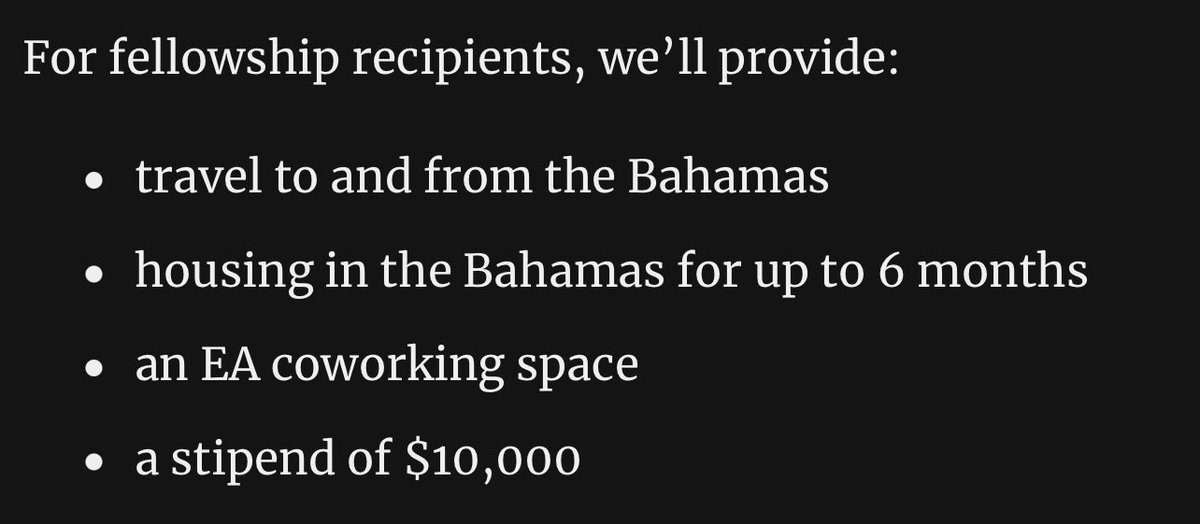 For fellowship recipients, we’ll provide:
• travel to and from the Bahamas
• housing in the Bahamas for up to 6 months
• an EA coworking space
• a stipend of $10,000